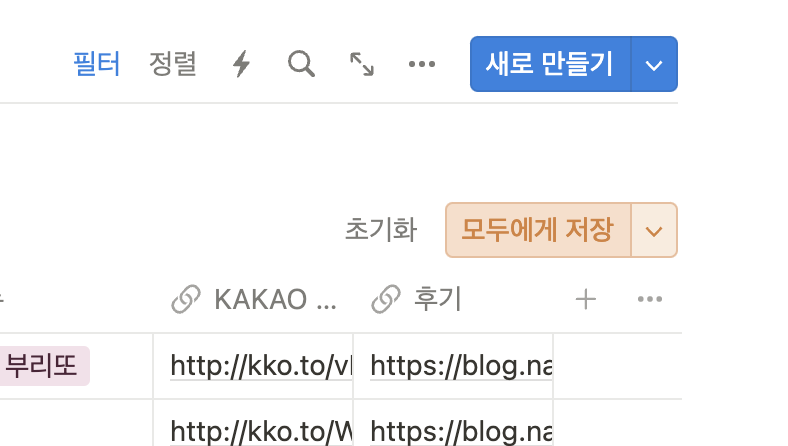 필터 정렬 새로 만들기
초기화 모두에게 저장
KAKAO ... 후기
부리또 http://kko.to/v https://blog.na
http://kko.to/W https://blog.na